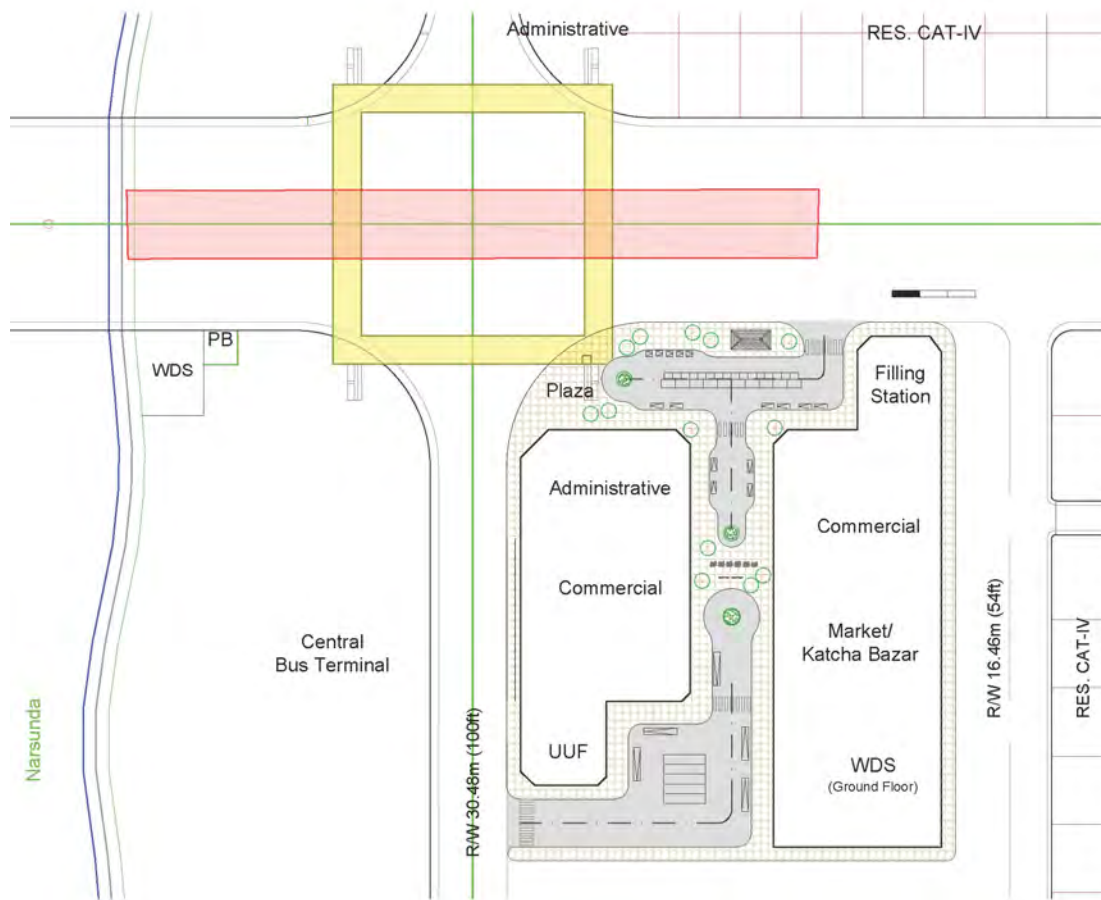 Administrative
RES. CAT-IV
PB
WDS
Plaza
Filling
Station
Administrative
Commercial
Commercial
Central
Bus Terminal
Market/
Katcha Bazar
R/W 16.46m (54ft)
RES. CAT-IV
Narsunda
R/W 30.48m (100ft)
UUF
WDS
(Ground Floor)